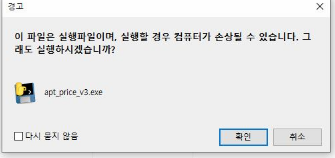 경고
이 파일은 실행파일이며, 실행할 경우 컴퓨터가 손상될 수 있습니다. 그
래도 실행하시겠습니까?
apt_price_v3.exe
다시 묻지 않음
확인
취소